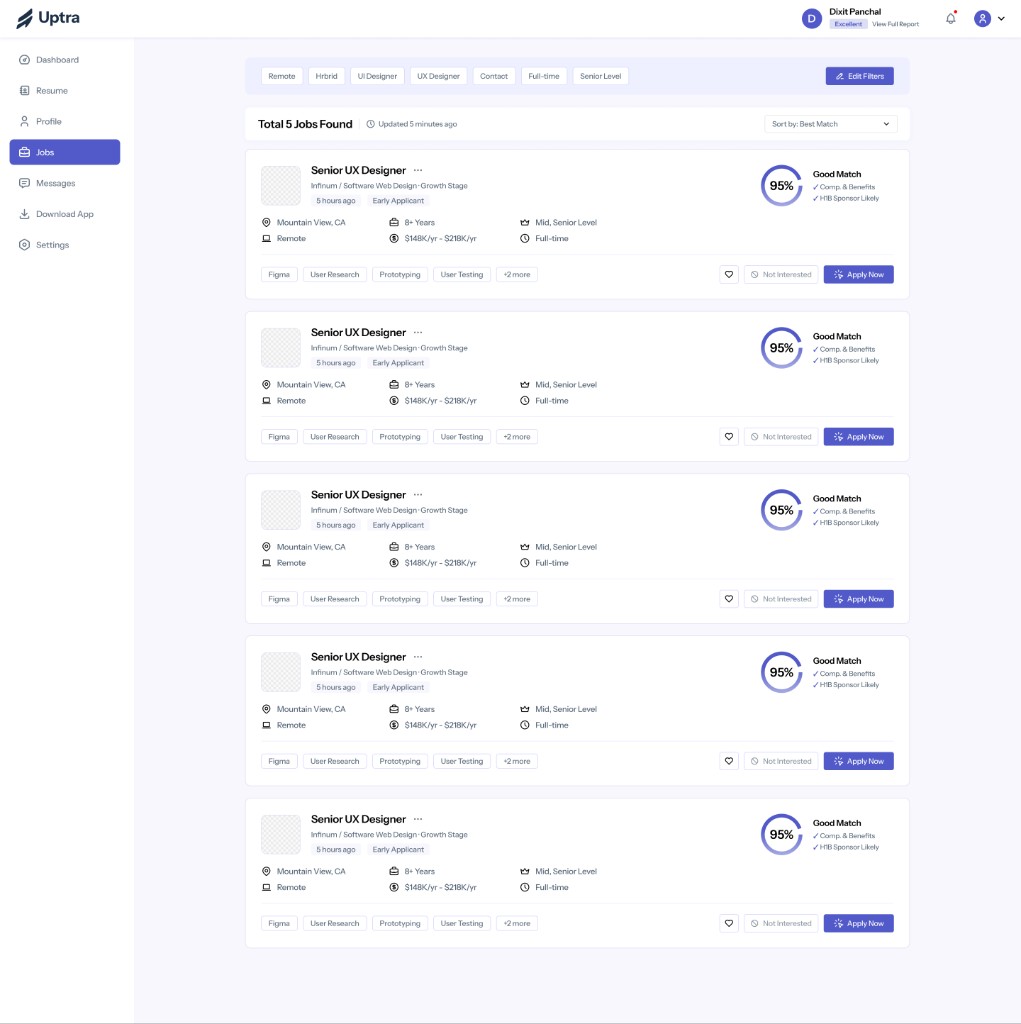 Uptra
D
Dixit Panchal
Excellent View Full Report
Dashboard
Resume
Profile
Jobs
Messages
Download App
Settings
Remote Hrbrid UI Designer UX Designer Contact Full-time Senior Level Edit Filters
Total 5 Jobs Found Updated 5 minutes ago Sort by: Best Match
Senior UX Designer ...
Infinum / Software Web Design · Growth Stage
5 hours ago Early Applicant
95%
Good Match
✓ Comp. & Benefits
✓ H1B Sponsor Likely
Mountain View, CA 8+ Years Mid, Senior Level
Remote $148K/yr - $218K/yr Full-time
Figma User Research Prototyping User Testing +2 more Not Interested Apply Now
Senior UX Designer ...
Infinum / Software Web Design · Growth Stage
5 hours ago Early Applicant
95%
Good Match
✓ Comp. & Benefits
✓ H1B Sponsor Likely
Mountain View, CA 8+ Years Mid, Senior Level
Remote $148K/yr - $218K/yr Full-time
Figma User Research Prototyping User Testing +2 more Not Interested Apply Now
Senior UX Designer ...
Infinum / Software Web Design · Growth Stage
5 hours ago Early Applicant
95%
Good Match
✓ Comp. & Benefits
✓ H1B Sponsor Likely
Mountain View, CA 8+ Years Mid, Senior Level
Remote $148K/yr - $218K/yr Full-time
Figma User Research Prototyping User Testing +2 more Not Interested Apply Now
Senior UX Designer ...
Infinum / Software Web Design · Growth Stage
5 hours ago Early Applicant
95%
Good Match
✓ Comp. & Benefits
✓ H1B Sponsor Likely
Mountain View, CA 8+ Years Mid, Senior Level
Remote $148K/yr - $218K/yr Full-time
Figma User Research Prototyping User Testing +2 more Not Interested Apply Now
Senior UX Designer ...
Infinum / Software Web Design · Growth Stage
5 hours ago Early Applicant
95%
Good Match
✓ Comp. & Benefits
✓ H1B Sponsor Likely
Mountain View, CA 8+ Years Mid, Senior Level
Remote $148K/yr - $218K/yr Full-time
Figma User Research Prototyping User Testing +2 more Not Interested Apply Now